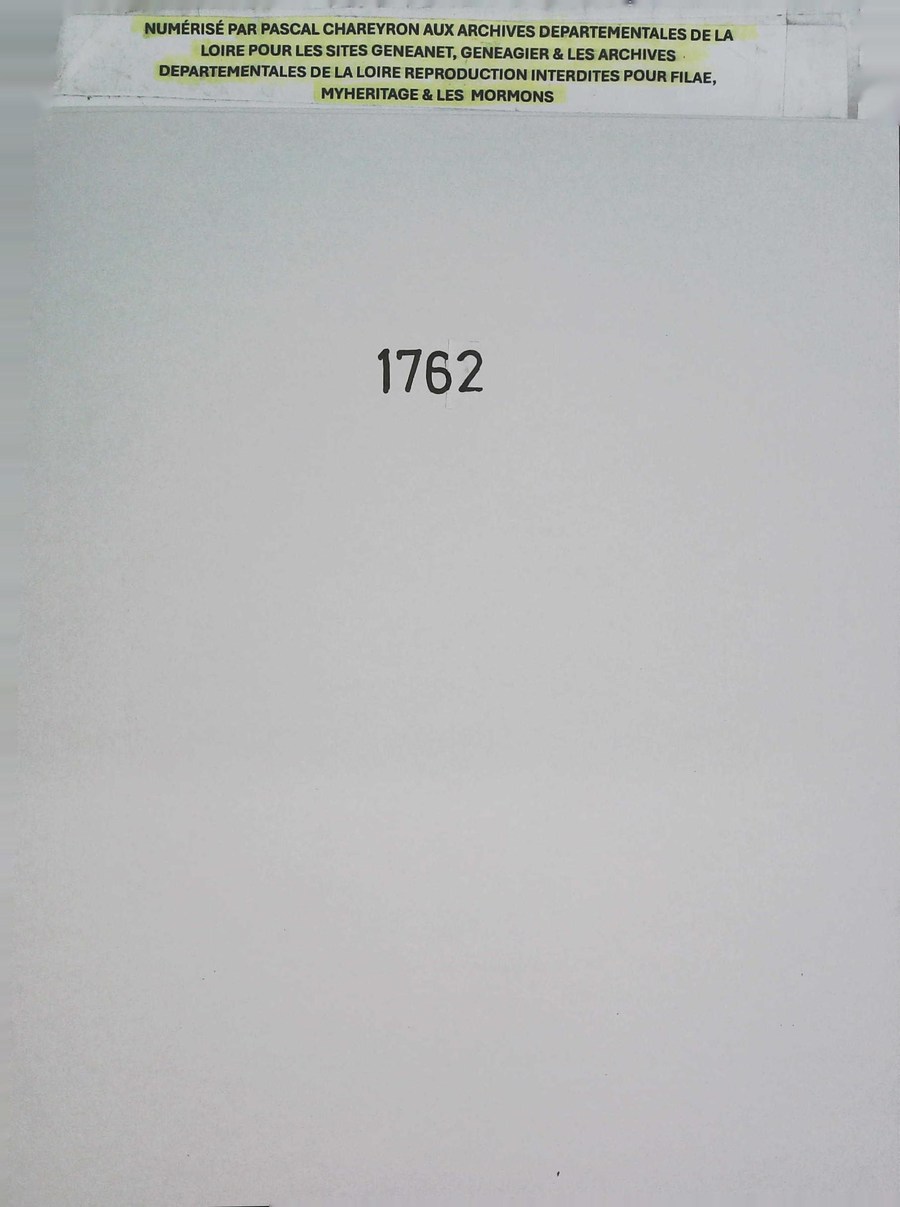 NUMÉRISÉ PAR PASCAL CHAREYRON AUX ARCHIVES DEPARTEMENTALES DE LA
LOIRE POUR LES SITES GENEANET, GENEAGIER & LES ARCHIVES
DEPARTEMENTALES DE LA LOIRE REPRODUCTION INTERDITES POUR FILAE,
MYHERITAGE & LES MORMONS
1762